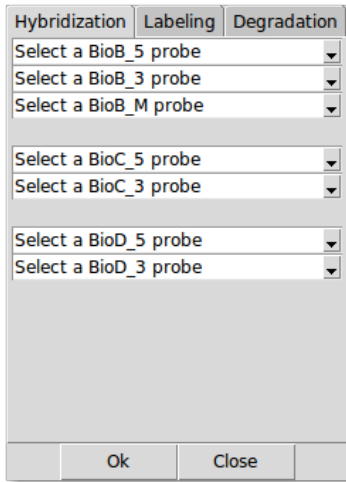 Hybridization Labeling Degradation
Select a BioB_5 probe
Select a BioB_3 probe
Select a BioB_M probe
Select a BioC_5 probe
Select a BioC_3 probe
Select a BioD_5 probe
Select a BioD_3 probe
Ok Close